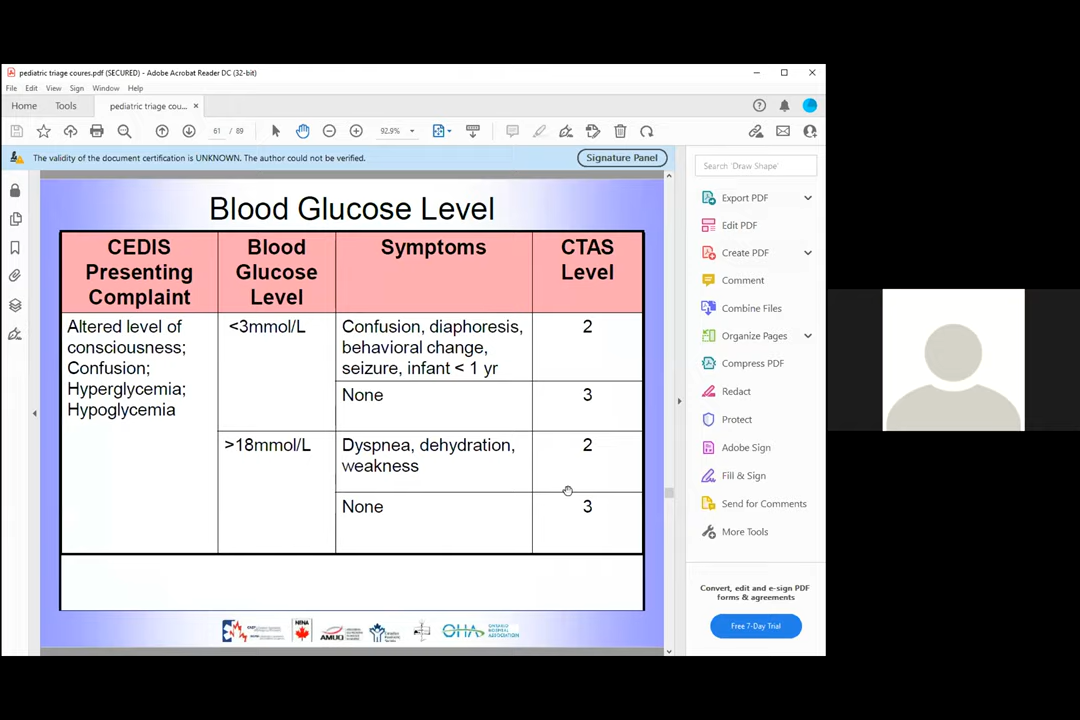 pediatric triage coures.pdf (SECURED) - Adobe Acrobat Reader DC (32-bit)
File Edit View Sign Window Help
Home Tools pediatric triage cou... ×
61 / 89 92.9%
The validity of the document certification is UNKNOWN. The author could not be verified.
Signature Panel
Search 'Draw Shape'
Export PDF
Edit PDF
Create PDF
Comment
Combine Files
Organize Pages
Compress PDF
Redact
Protect
Adobe Sign
Fill & Sign
Send for Comments
More Tools
Convert, edit and e-sign PDF
forms & agreements
Free 7-Day Trial
Blood Glucose Level
CEDIS
Presenting
Complaint
Blood
Glucose
Level
Symptoms
CTAS
Level
Altered level of
consciousness;
Confusion;
Hyperglycemia;
Hypoglycemia
<3mmol/L
Confusion, diaphoresis,
behavioral change,
seizure, infant < 1 yr
2
None
3
>18mmol/L
Dyspnea, dehydration,
weakness
2
None
3
NENA
AMUQ
OHA
ONTARIO
HOSPITAL
ASSOCIATION